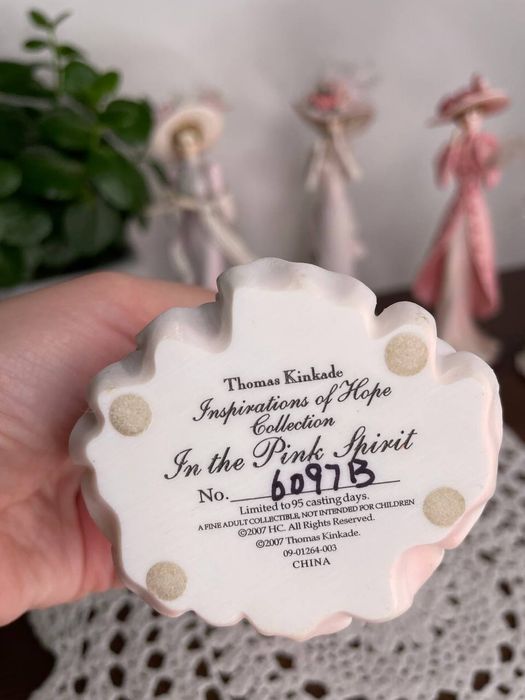 Thomas Kinkade
Inspirations of Hope
Collection
In the Pink Spirit
No. 6097B
Limited to 95 casting days.
A FINE ADULT COLLECTIBLE, NOT INTENDED FOR CHILDREN
©2007 HC. All Rights Reserved.
©2007 Thomas Kinkade.
09-01264-003
CHINA